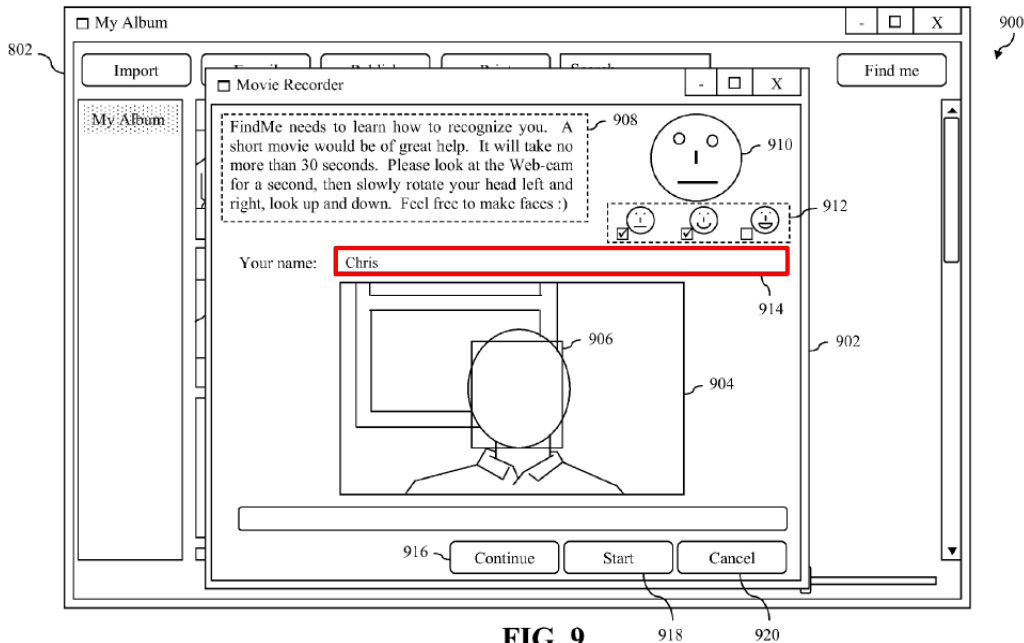 My Album
- X
900
802
Import
Find me
Movie Recorder
- X
My Album
FindMe needs to learn how to recognize you. A
short movie would be of great help. It will take no
more than 30 seconds. Please look at the Web-cam
for a second, then slowly rotate your head left and
right, look up and down. Feel free to make faces :)
908
910
912
Your name: Chris
914
906
902
904
916
Continue
Start
Cancel
918
920
FIG. 9